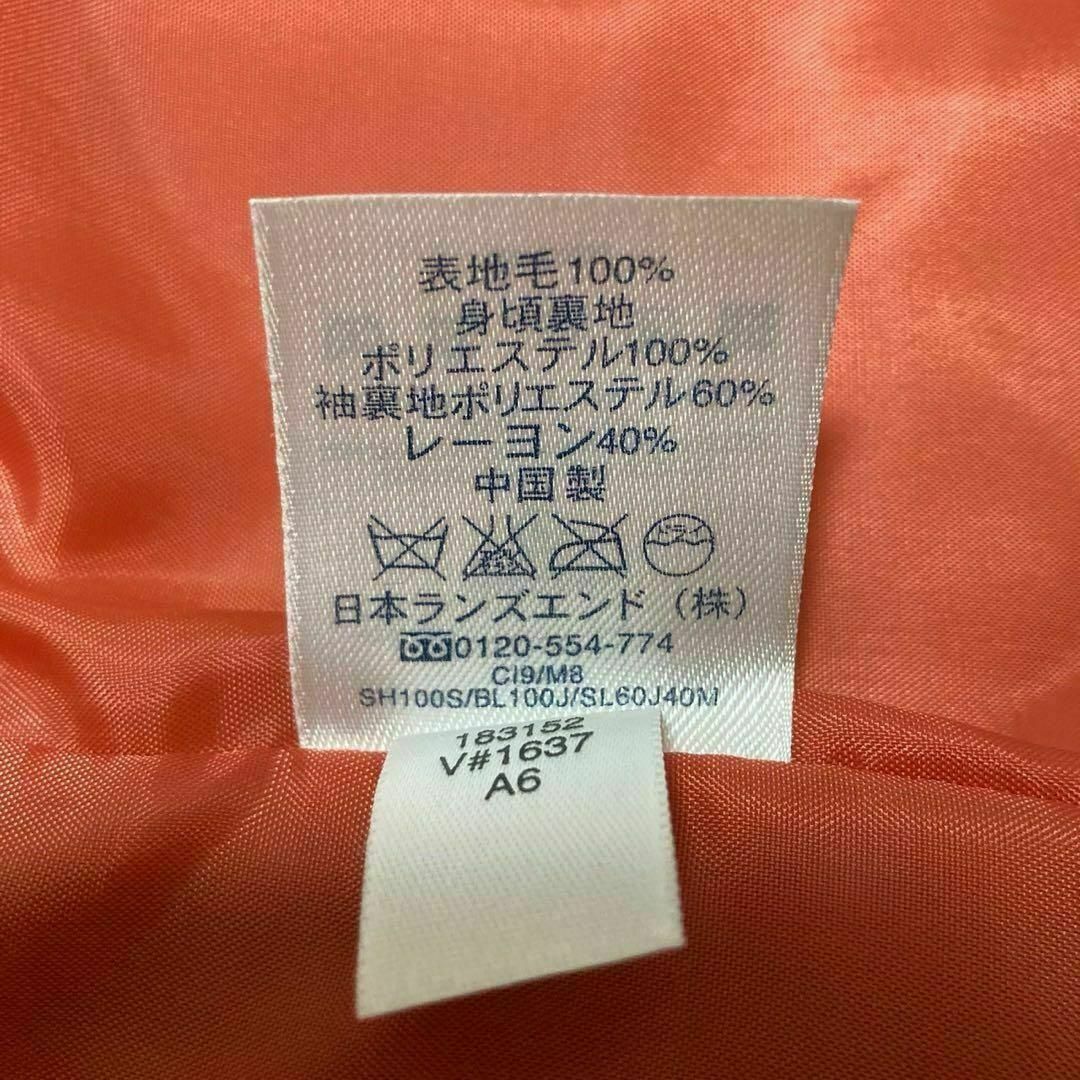 表地毛100%
身頃裏地
ポリエステル100%
袖裏地ポリエステル60%
レーヨン40%
中国製
ドライ
日本ランズエンド（株）
0120-554-774
CI9/M8
SH100S/BL100J/SL60J40M
183152
V#1637
A6